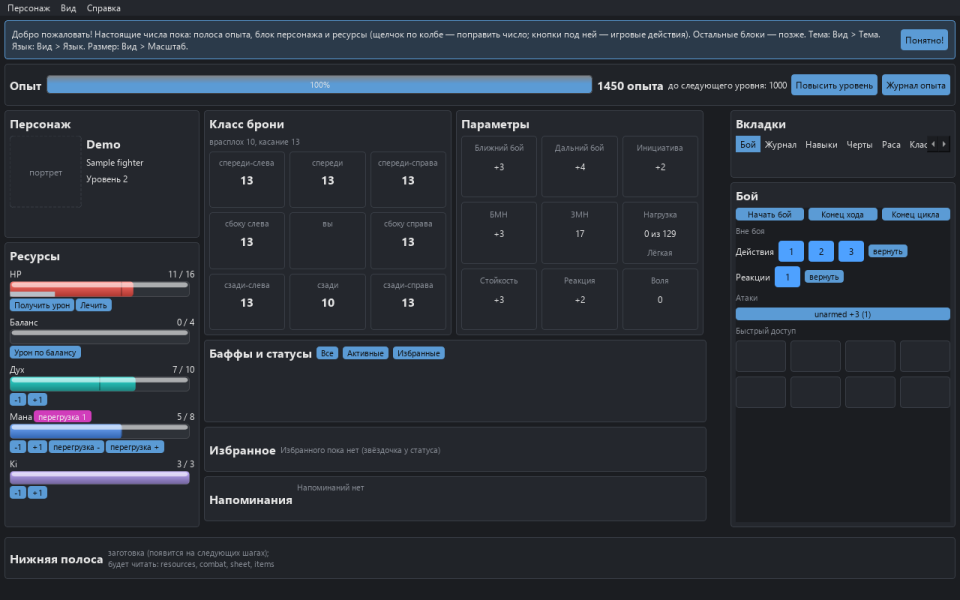 Персонаж Вид Справка
Добро пожаловать! Настоящие числа пока: полоса опыта, блок персонажа и ресурсы (щелчок по колбе — поправить число; кнопки под ней — игровые действия). Остальные блоки — позже. Тема: Вид > Тема.
Язык: Вид > Язык. Размер: Вид > Масштаб.
Понятно!
Опыт 100% 1450 опыта до следующего уровня: 1000 Повысить уровень Журнал опыта
Персонаж
портрет
Demo
Sample fighter
Уровень 2
Ресурсы
HP 11 / 16
Получить урон Лечить
Баланс 0 / 4
Урон по балансу
Дух 7 / 10
-1 +1
Мана перегрузка 1 5 / 8
-1 +1 перегрузка - перегрузка +
Ki 3 / 3
-1 +1
Класс брони
врасплох 10, касание 13
спереди-слева спереди спереди-справа
13 13 13
сбоку слева вы сбоку справа
13 13
сзади-слева сзади сзади-справа
13 10 13
Параметры
Ближний бой Дальний бой Инициатива
+3 +4 +2
БМН ЗМН Нагрузка
+3 17 0 из 129
Лёгкая
Стойкость Реакция Воля
+3 +2 0
Баффы и статусы Все Активные Избранные
Избранное Избранного пока нет (звёздочка у статуса)
Напоминания Напоминаний нет
Вкладки
Бой Журнал Навыки Черты Раса Клас
Бой
Начать бой Конец хода Конец цикла
Вне боя
Действия 1 2 3 вернуть
Реакции 1 вернуть
Атаки
unarmed +3 (1)
Быстрый доступ
Нижняя полоса
заготовка (появится на следующих шагах);
будет читать: resources, combat, sheet, items